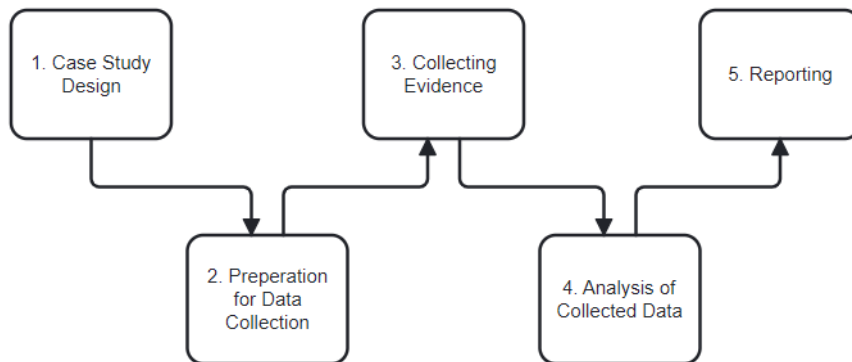 1. Case Study
Design
2. Preperation
for Data
Collection
3. Collecting
Evidence
4. Analysis of
Collected Data
5. Reporting